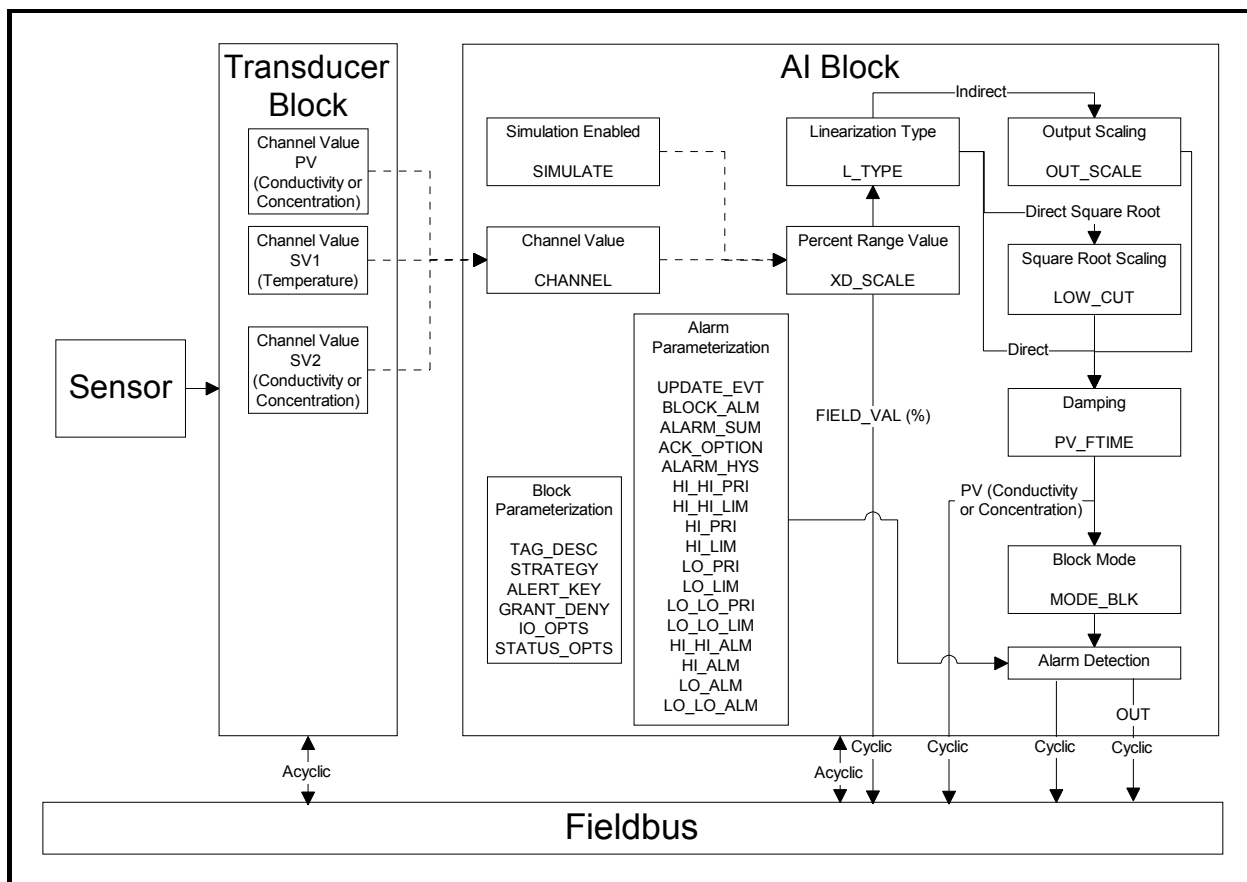 Transducer
Block
Channel Value
PV
(Conductivity or
Concentration)
Channel Value
SV1
(Temperature)
Channel Value
SV2
(Conductivity or
Concentration)
Sensor
AI Block
Simulation Enabled
SIMULATE
Channel Value
CHANNEL
Linearization Type
L_TYPE
Percent Range Value
XD_SCALE
Indirect
Output Scaling
OUT_SCALE
Direct Square Root
Square Root Scaling
LOW_CUT
Direct
Damping
PV_FTIME
Alarm
Parameterization
UPDATE_EVT
BLOCK_ALM
ALARM_SUM
ACK_OPTION
ALARM_HYS
HI_HI_PRI
HI_HI_LIM
HI_PRI
HI_LIM
LO_PRI
LO_LIM
LO_LO_PRI
LO_LO_LIM
HI_HI_ALM
HI_ALM
LO_ALM
LO_LO_ALM
Block
Parameterization
TAG_DESC
STRATEGY
ALERT_KEY
GRANT_DENY
IO_OPTS
STATUS_OPTS
FIELD_VAL (%)
PV (Conductivity
or Concentration)
Block Mode
MODE_BLK
Alarm Detection
OUT
Acyclic
Acyclic
Cyclic
Cyclic
Cyclic
Cyclic
Fieldbus